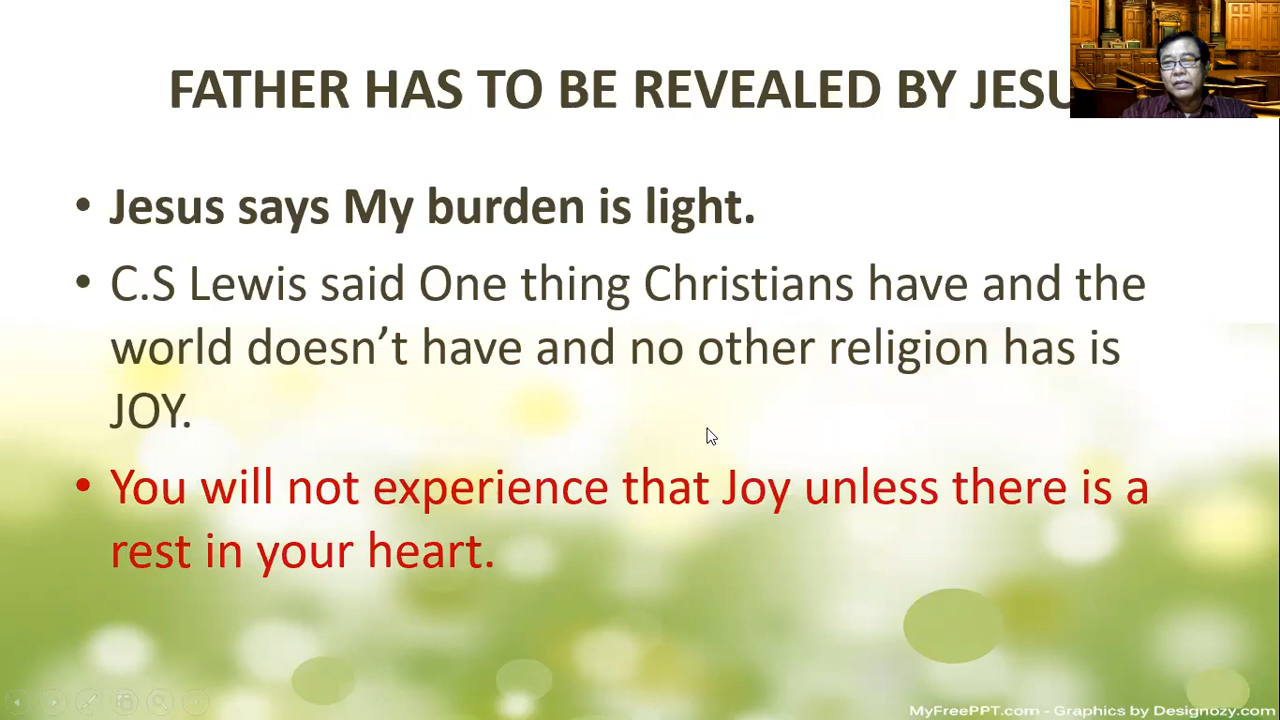 FATHER HAS TO BE REVEALED BY JESU
• Jesus says My burden is light.
• C.S Lewis said One thing Christians have and the
world doesn't have and no other religion has is
JOY.
• You will not experience that Joy unless there is a
rest in your heart.
MyFreePPT.com - Graphics by Designozy.com